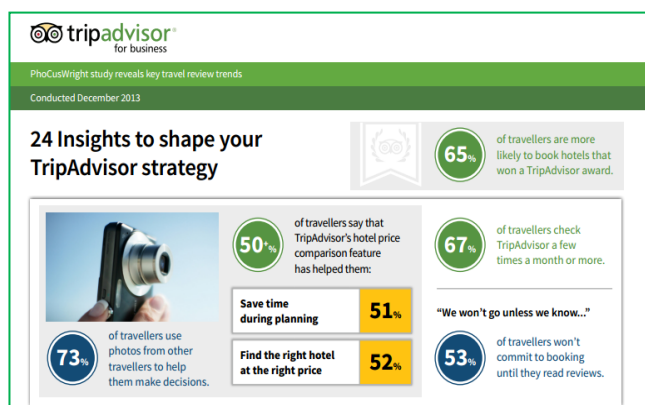 tripadvisor®
for business
PhoCusWright study reveals key travel review trends
Conducted December 2013
24 Insights to shape your
TripAdvisor strategy
65%
of travellers are more
likely to book hotels that
won a TripAdvisor award.
73%
of travellers use
photos from other
travellers to help
them make decisions.
50+%
of travellers say that
TripAdvisor's hotel price
comparison feature
has helped them:
Save time
during planning
51%
Find the right hotel
at the right price
52%
67%
of travellers check
TripAdvisor a few
times a month or more.
"We won't go unless we know..."
53%
of travellers won't
commit to booking
until they read reviews.